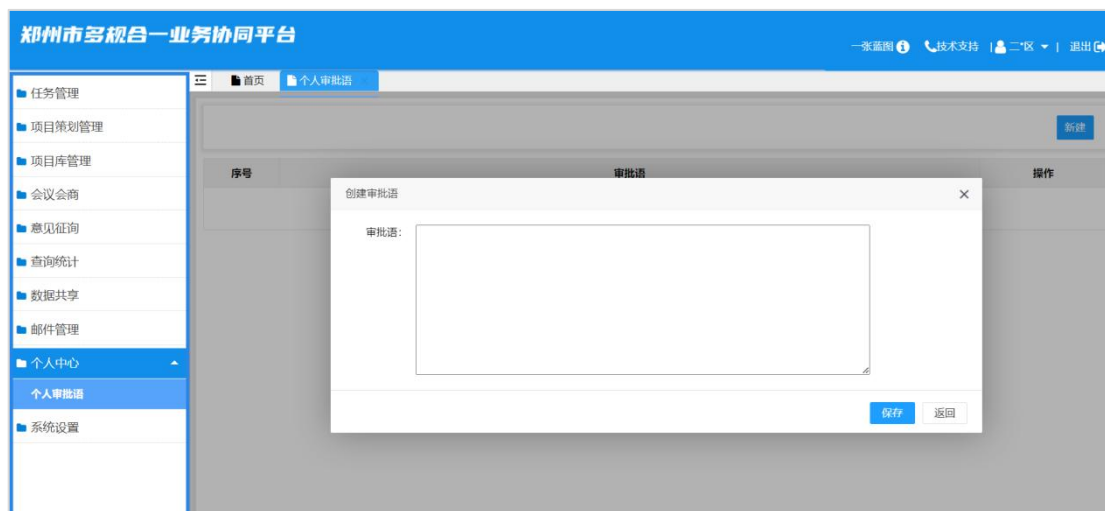 郑州市多规合一业务协同平台
一张蓝图 技术支持 | 二七区 | 退出
任务管理
项目策划管理
项目库管理
会议会商
意见征询
查询统计
数据共享
邮件管理
个人中心
个人审批语
系统设置
首页 个人审批语
新建
序号 审批语 操作
创建审批语
审批语：
保存 返回